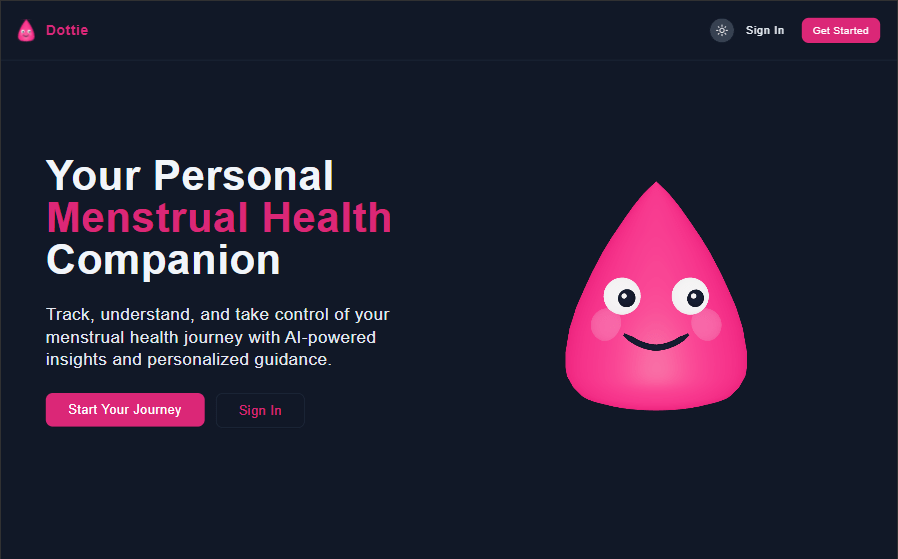 Dottie
Sign In
Get Started
Your Personal
Menstrual Health
Companion
Track, understand, and take control of your
menstrual health journey with AI-powered
insights and personalized guidance.
Start Your Journey
Sign In